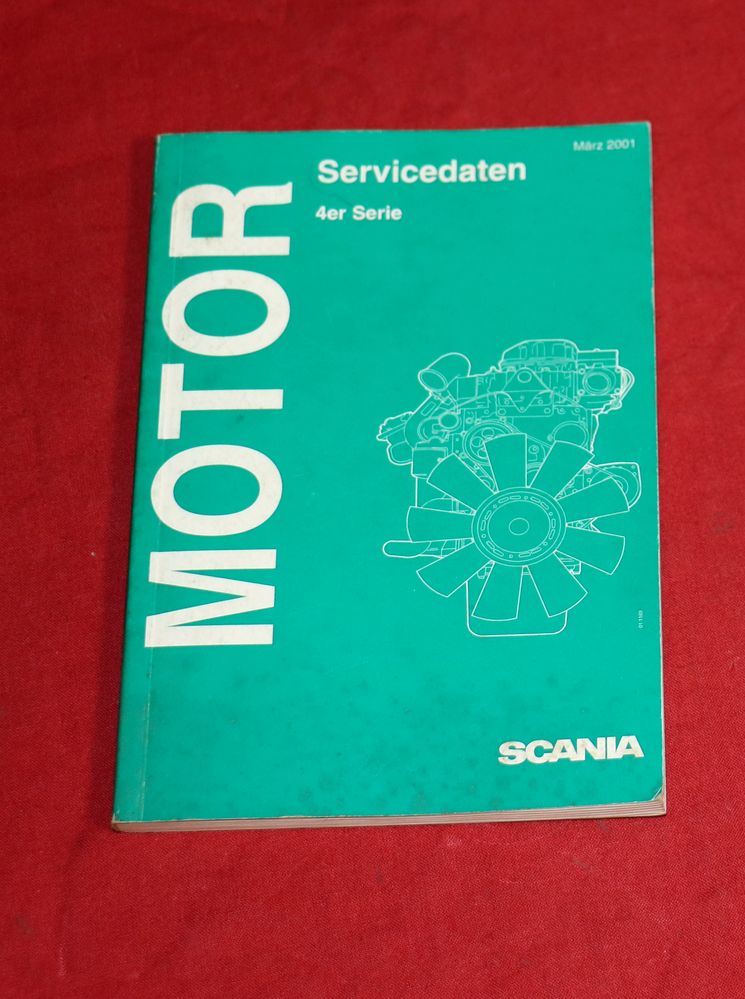 März 2001
Servicedaten
4er Serie
MOTOR
SCANIA